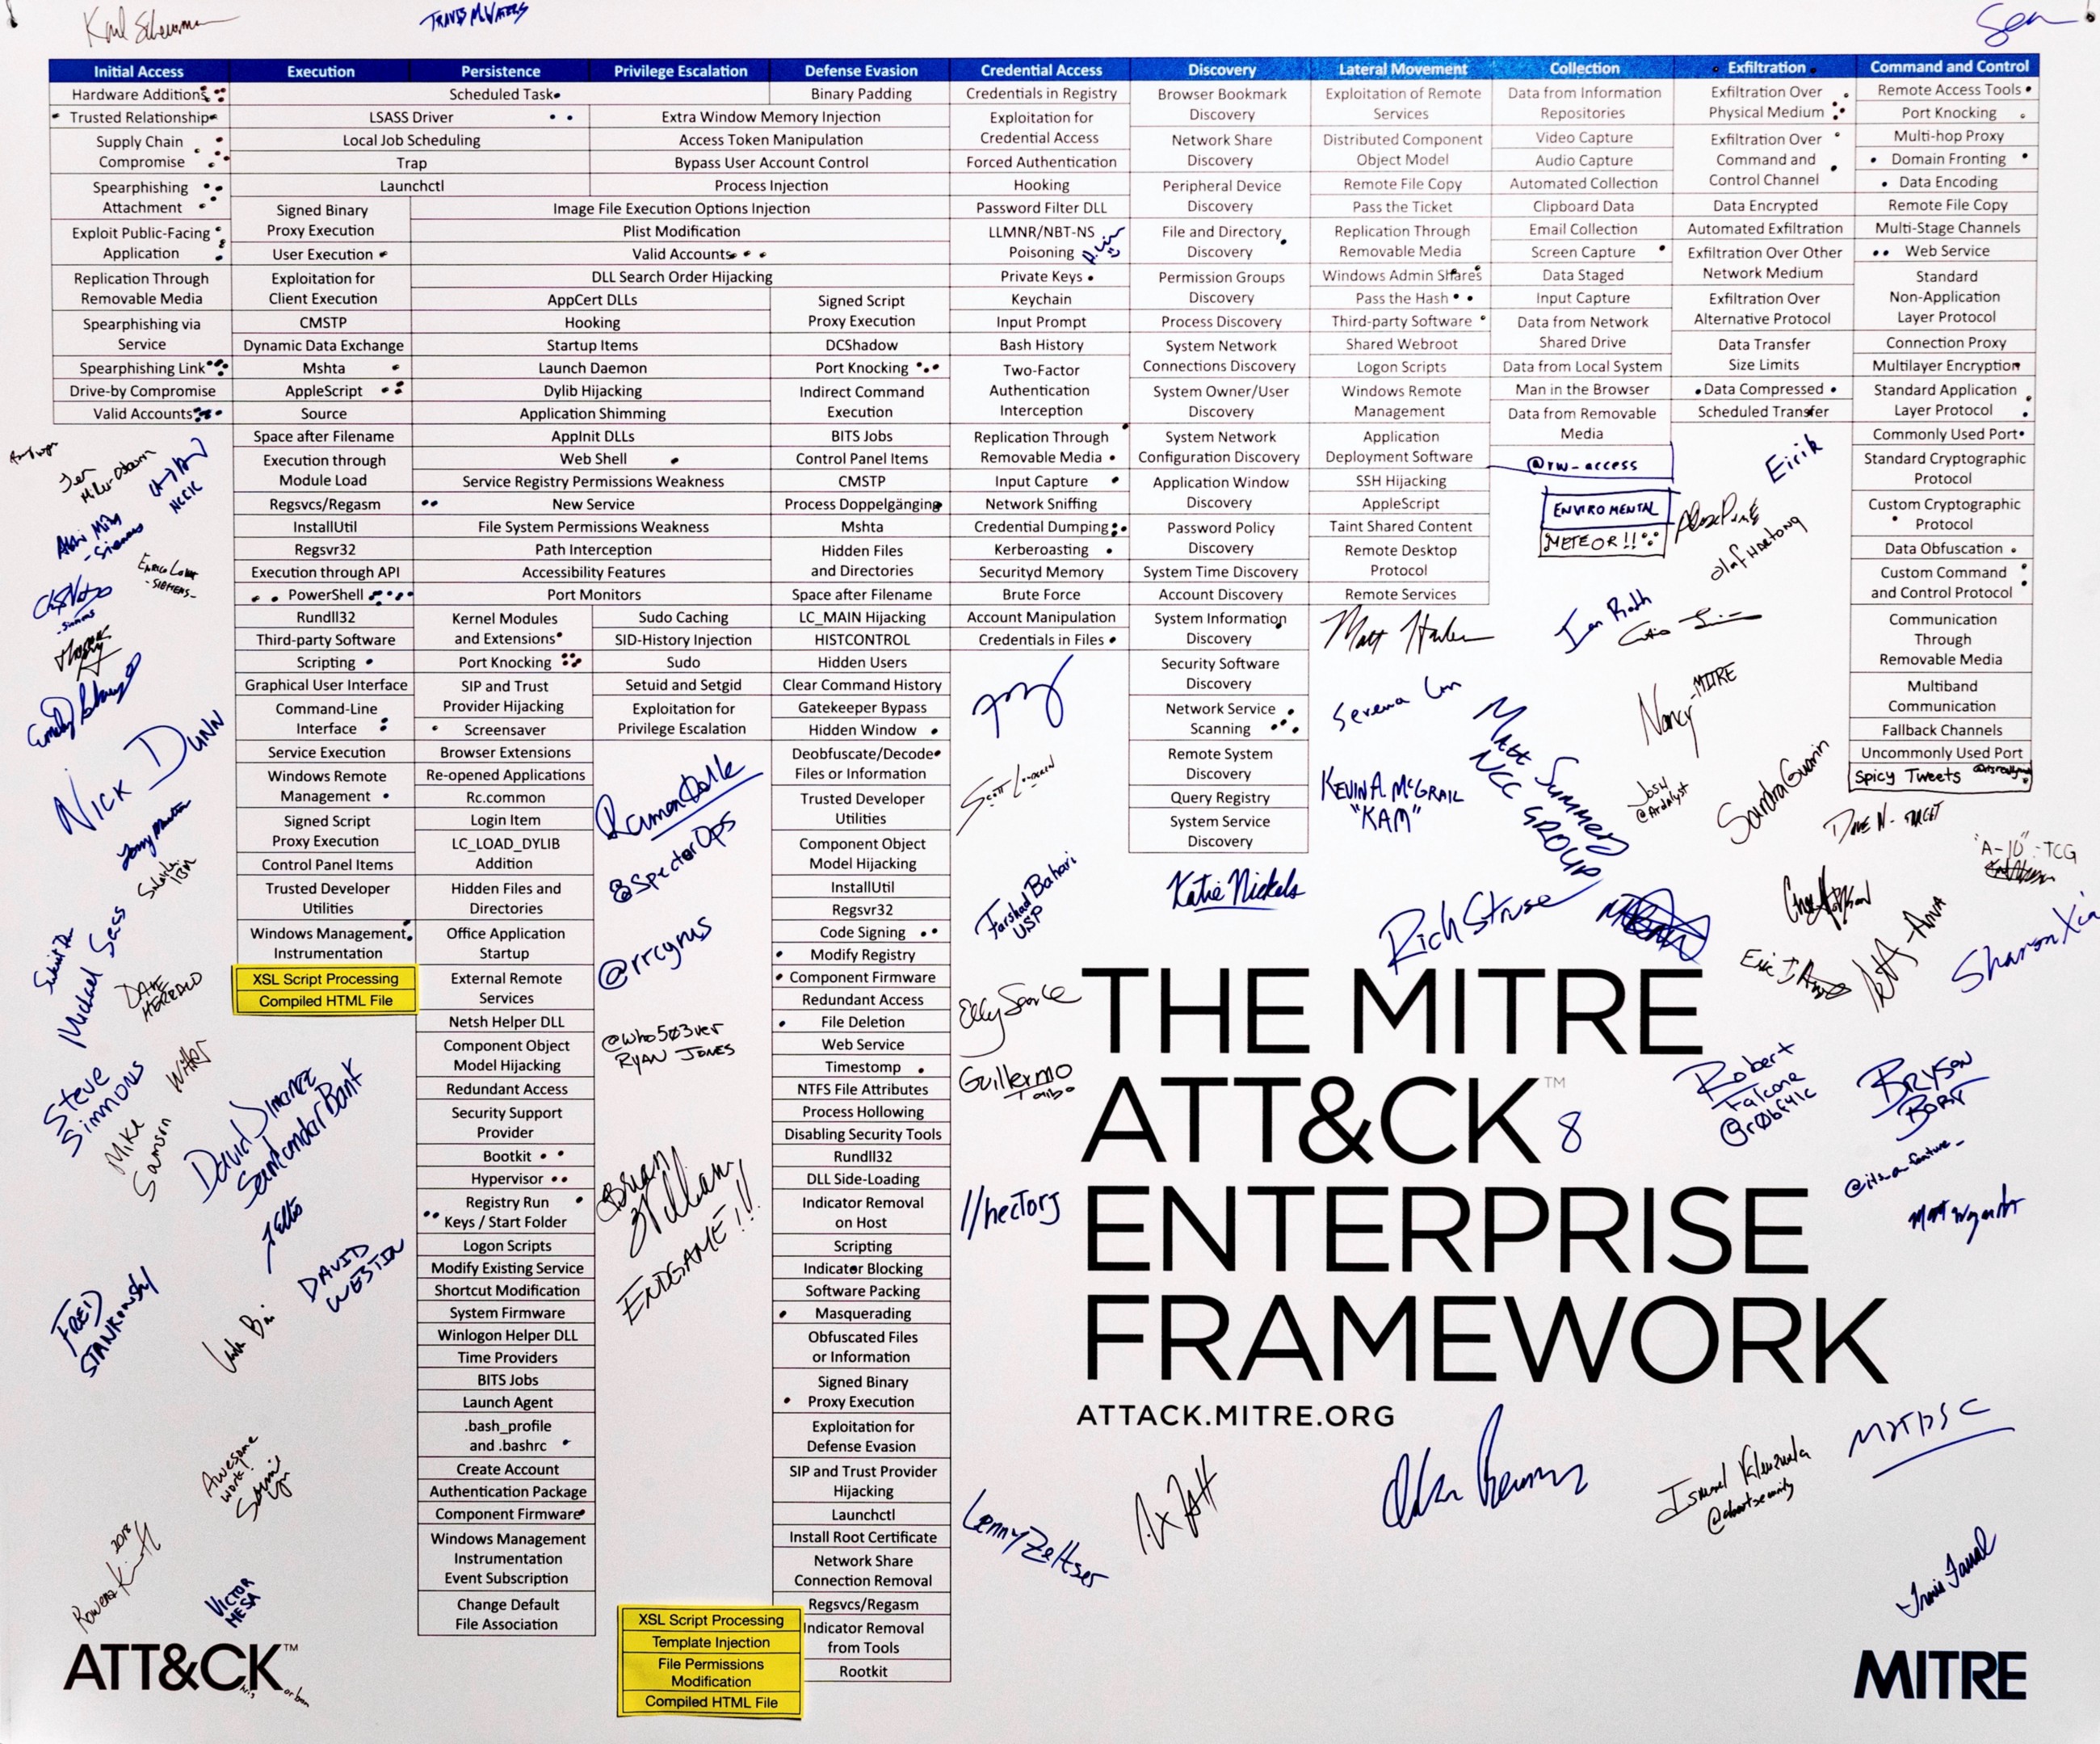 TRAVIS McWATERS
Sean
Initial Access
Hardware Additions
Trusted Relationship
Supply Chain
Compromise
Spearphishing
Attachment
Exploit Public-Facing
Application
Replication Through
Removable Media
Spearphishing via
Service
Spearphishing Link
Drive-by Compromise
Valid Accounts
Execution
Persistence
Privilege Escalation
Defense Evasion
Scheduled Task
Binary Padding
LSASS Driver
Extra Window Memory Injection
Local Job Scheduling
Access Token Manipulation
Trap
Bypass User Account Control
Launchctl
Process Injection
Signed Binary
Proxy Execution
User Execution
Exploitation for
Client Execution
CMSTP
Dynamic Data Exchange
Mshta
AppleScript
Source
Space after Filename
Execution through
Module Load
Regsvcs/Regasm
InstallUtil
Regsvr32
Execution through API
PowerShell
Rundll32
Third-party Software
Scripting
Graphical User Interface
Command-Line
Interface
Service Execution
Windows Remote
Management
Signed Script
Proxy Execution
Control Panel Items
Trusted Developer
Utilities
Windows Management
Instrumentation
XSL Script Processing
Compiled HTML File
Image File Execution Options Injection
Plist Modification
Valid Accounts
DLL Search Order Hijacking
AppCert DLLs
Hooking
Startup Items
Launch Daemon
Dylib Hijacking
Application Shimming
AppInit DLLs
Web Shell
Service Registry Permissions Weakness
New Service
File System Permissions Weakness
Path Interception
Accessibility Features
Port Monitors
Kernel Modules
and Extensions
Port Knocking
SIP and Trust
Provider Hijacking
Screensaver
Browser Extensions
Re-opened Applications
Rc.common
Login Item
LC_LOAD_DYLIB
Addition
Hidden Files and
Directories
Office Application
Startup
External Remote
Services
Netsh Helper DLL
Component Object
Model Hijacking
Redundant Access
Security Support
Provider
Bootkit
Hypervisor
Registry Run
Keys / Start Folder
Logon Scripts
Modify Existing Service
Shortcut Modification
System Firmware
Winlogon Helper DLL
Time Providers
BITS Jobs
Launch Agent
.bash_profile
and .bashrc
Create Account
Authentication Package
Component Firmware
Windows Management
Instrumentation
Event Subscription
Change Default
File Association
Sudo Caching
SID-History Injection
Sudo
Setuid and Setgid
Exploitation for
Privilege Escalation
@SpecterOps
@rrcyrus
@who503ver
RYAN JONES
ENDGAME!!!
XSL Script Processing
Template Injection
File Permissions
Modification
Compiled HTML File
Signed Script
Proxy Execution
DCShadow
Port Knocking
Indirect Command
Execution
BITS Jobs
Control Panel Items
CMSTP
Process Doppelgänging
Mshta
Hidden Files
and Directories
Space after Filename
LC_MAIN Hijacking
HISTCONTROL
Hidden Users
Clear Command History
Gatekeeper Bypass
Hidden Window
Deobfuscate/Decode
Files or Information
Trusted Developer
Utilities
Component Object
Model Hijacking
InstallUtil
Regsvr32
Code Signing
Modify Registry
Component Firmware
Redundant Access
File Deletion
Web Service
Timestomp
NTFS File Attributes
Process Hollowing
Disabling Security Tools
Rundll32
DLL Side-Loading
Indicator Removal
on Host
Scripting
Indicator Blocking
Software Packing
Masquerading
Obfuscated Files
or Information
Signed Binary
Proxy Execution
Exploitation for
Defense Evasion
SIP and Trust Provider
Hijacking
Launchctl
Install Root Certificate
Network Share
Connection Removal
Regsvcs/Regasm
Indicator Removal
from Tools
Rootkit
Credential Access
Credentials in Registry
Exploitation for
Credential Access
Forced Authentication
Hooking
Password Filter DLL
LLMNR/NBT-NS
Poisoning
Private Keys
Keychain
Input Prompt
Bash History
Two-Factor
Authentication
Interception
Replication Through
Removable Media
Input Capture
Network Sniffing
Credential Dumping
Kerberoasting
Securityd Memory
Brute Force
Account Manipulation
Credentials in Files
Discovery
Browser Bookmark
Discovery
Network Share
Discovery
Peripheral Device
Discovery
File and Directory
Discovery
Permission Groups
Discovery
Process Discovery
System Network
Connections Discovery
System Owner/User
Discovery
System Network
Configuration Discovery
Application Window
Discovery
Password Policy
Discovery
System Time Discovery
Account Discovery
System Information
Discovery
Security Software
Discovery
Network Service
Scanning
Remote System
Discovery
Query Registry
System Service
Discovery
Lateral Movement
Exploitation of Remote
Services
Distributed Component
Object Model
Remote File Copy
Pass the Ticket
Replication Through
Removable Media
Windows Admin Shares
Pass the Hash
Third-party Software
Shared Webroot
Logon Scripts
Windows Remote
Management
Application
Deployment Software
SSH Hijacking
AppleScript
Taint Shared Content
Remote Desktop
Protocol
Remote Services
Collection
Data from Information
Repositories
Video Capture
Audio Capture
Automated Collection
Clipboard Data
Email Collection
Screen Capture
Data Staged
Input Capture
Data from Network
Shared Drive
Data from Local System
Man in the Browser
Data from Removable
Media
@rw-access
ENVIROMENTAL
METEOR!!
Exfiltration
Exfiltration Over
Physical Medium
Exfiltration Over
Command and
Control Channel
Data Encrypted
Automated Exfiltration
Exfiltration Over Other
Network Medium
Exfiltration Over
Alternative Protocol
Data Transfer
Size Limits
Data Compressed
Scheduled Transfer
Command and Control
Remote Access Tools
Port Knocking
Multi-hop Proxy
Domain Fronting
Data Encoding
Remote File Copy
Multi-Stage Channels
Web Service
Standard
Non-Application
Layer Protocol
Connection Proxy
Multilayer Encryption
Standard Application
Layer Protocol
Commonly Used Port
Standard Cryptographic
Protocol
Custom Cryptographic
Protocol
Data Obfuscation
Custom Command
and Control Protocol
Communication
Through
Removable Media
Multiband
Communication
Fallback Channels
Uncommonly Used Port
Spicy Tweets
Eirik
Olaf Hartong
Nancy-MITRE
Matt Summers
NCC GROUP
KEVIN A. McGRAIL
"KAM"
Josh
@Ardalyst
Sandra Guarin
"A-10" - TCG
Katie Nickels
Rich Struse
Farshad Bahari
USP
Sharon Xia
NICK DUNN
Michael Sass
Steve
Simmons
Mike
Samson
David Jimenez
Santander Bank
DAVID
WESTIN
FRED
STANKowski
Awesome
work!
2018
VICTOR
MESA
Guillermo
Taibo
//hectorj
Robert
Falcone
@r0bf4lc
BRYSON
BORT
@its_a_feature_
Lenny Zeltser
Ismael Valenzuela
@aboutsecurity
THE MITRE
ATT&CK™
8
ENTERPRISE
FRAMEWORK
ATTACK.MITRE.ORG
ATT&CK™
MITRE